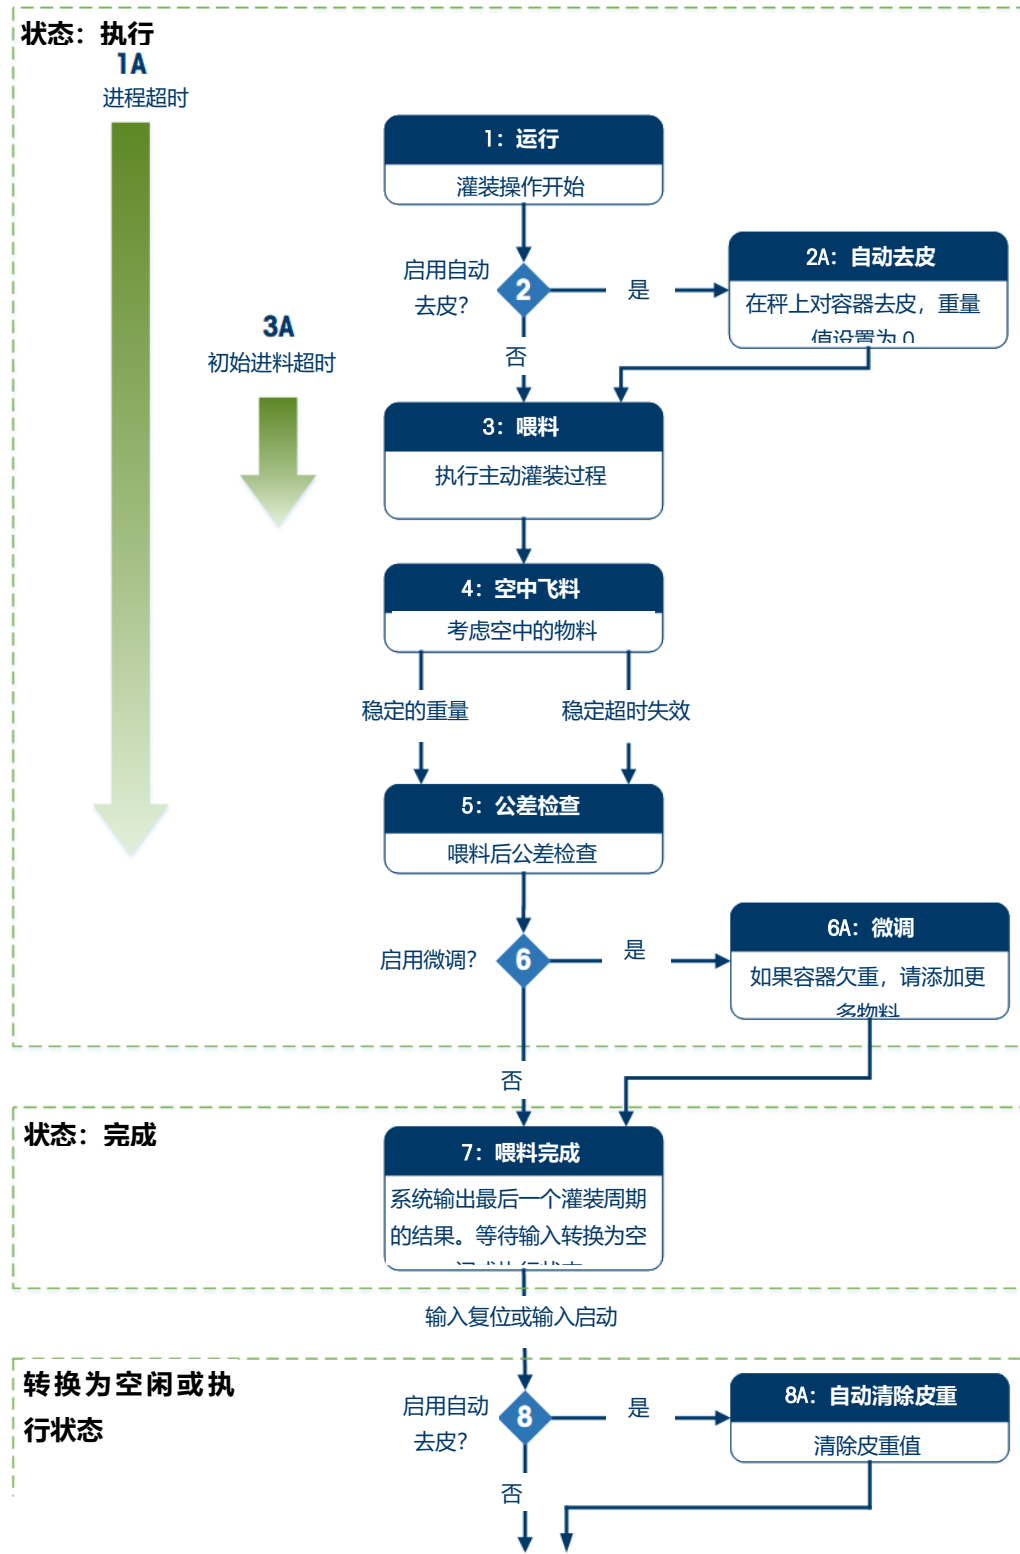 状态：执行
1A
进程超时
1：运行
灌装操作开始
启用自动
去皮？
2
是
2A：自动去皮
在秤上对容器去皮，重量
值设置为 0
否
3A
初始进料超时
3：喂料
执行主动灌装过程
4：空中飞料
考虑空中的物料
稳定的重量
稳定超时失效
5：公差检查
喂料后公差检查
启用微调？
6
是
6A：微调
如果容器欠重，请添加更
多物料
否
状态：完成
7：喂料完成
系统输出最后一个灌装周期
的结果。等待输入转换为空
输入复位或输入启动
转换为空闲或执
行状态
启用自动
去皮？
8
是
8A：自动清除皮重
清除皮重值
否